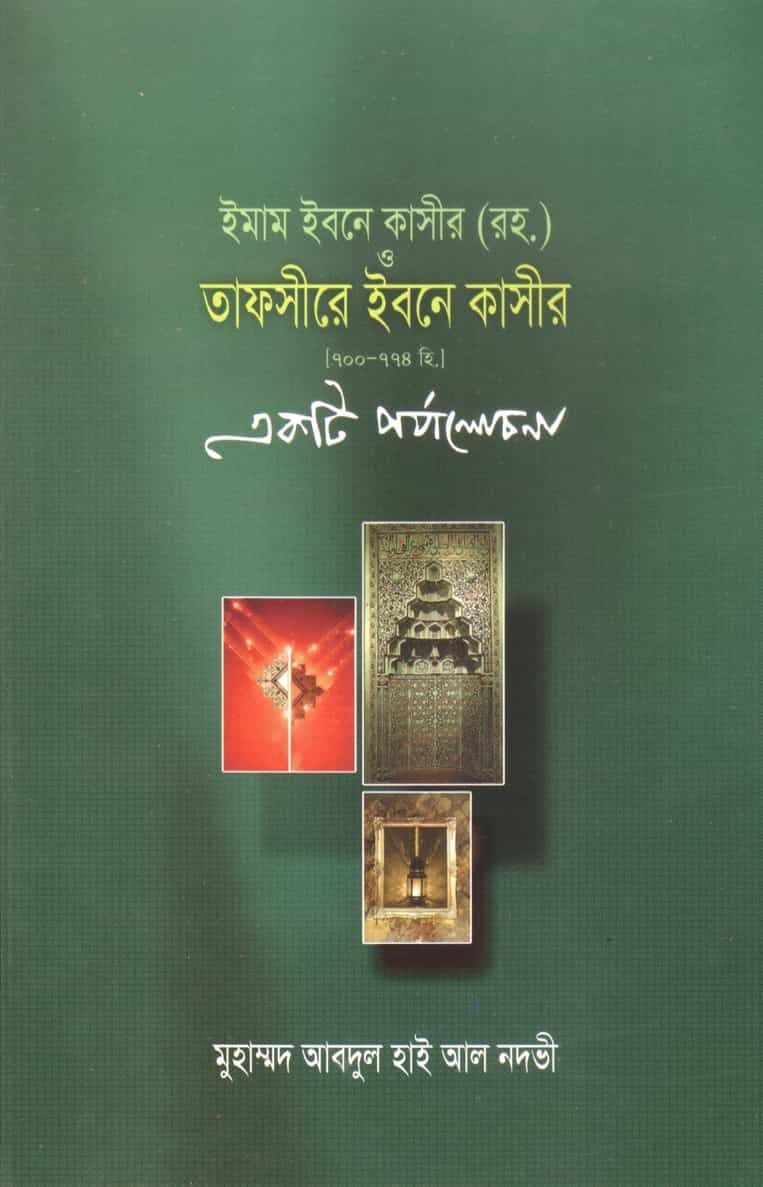 ইমাম ইবনে কাসীর (রহ.)
ও
তাফসীরে ইবনে কাসীর
[৭০০-৭৭৪ হি.]
একটি পর্যালোচনা
মুহাম্মদ আবদুল হাই আল নদভী